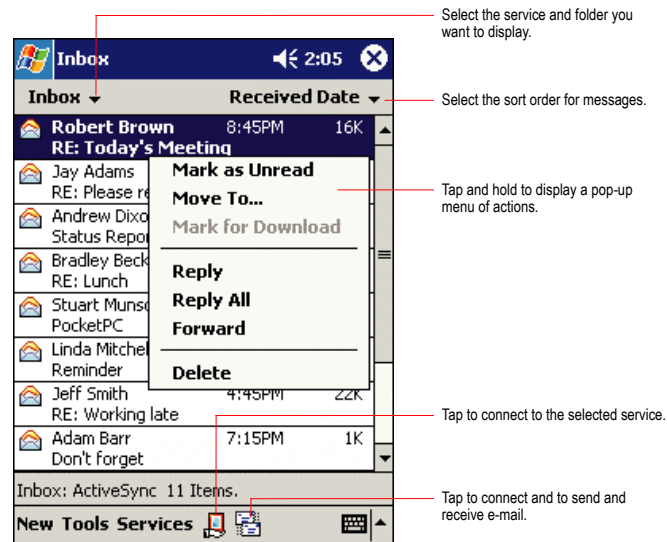 Select the service and folder you
want to display.
Inbox 2:05
Inbox Received Date
Select the sort order for messages.
Robert Brown 8:45PM 16K
RE: Today's Meeting
Jay Adams
RE: Please re
Mark as Unread
Move To...
Mark for Download
Reply
Reply All
Forward
Delete
Tap and hold to display a pop-up
menu of actions.
Andrew Dixo
Status Repor
Bradley Beck
RE: Lunch
Stuart Munso
PocketPC
Linda Mitchel
Reminder
Jeff Smith 4:45PM 22K
RE: Working late
Tap to connect to the selected service.
Adam Barr 7:15PM 1K
Don't forget
Inbox: ActiveSync 11 Items.
New Tools Services
Tap to connect and to send and
receive e-mail.